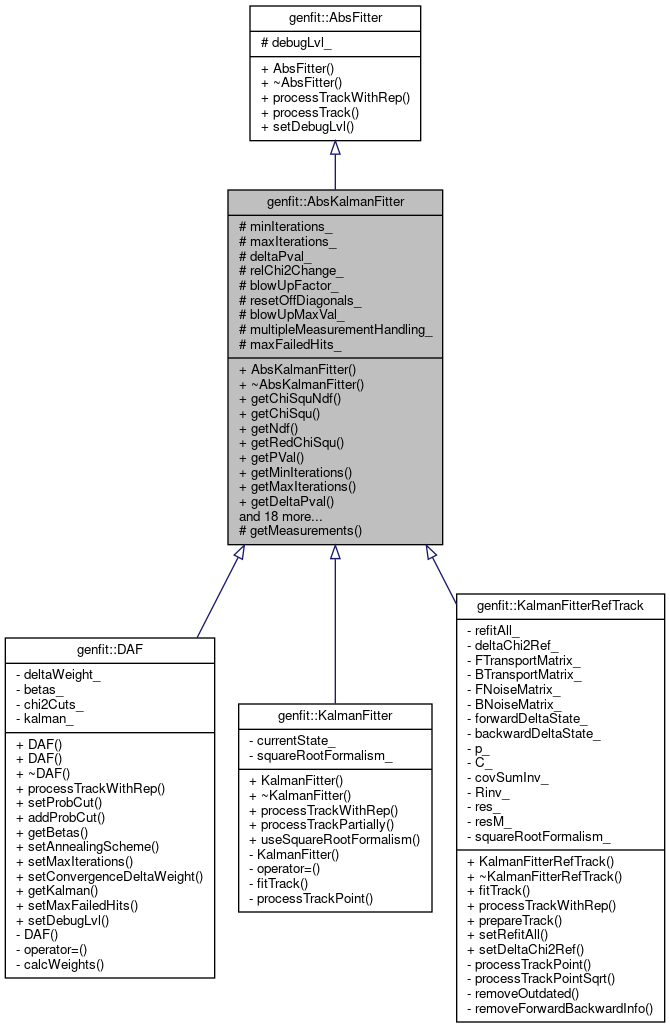 genfit::AbsFitter
# debugLvl_
+ AbsFitter()
+ ~AbsFitter()
+ processTrackWithRep()
+ processTrack()
+ setDebugLvl()
genfit::AbsKalmanFitter
# minIterations_
# maxIterations_
# deltaPval_
# relChi2Change_
# blowUpFactor_
# resetOffDiagonals_
# blowUpMaxVal_
# multipleMeasurementHandling_
# maxFailedHits_
+ AbsKalmanFitter()
+ ~AbsKalmanFitter()
+ getChiSquNdf()
+ getChiSqu()
+ getNdf()
+ getRedChiSqu()
+ getPVal()
+ getMinIterations()
+ getMaxIterations()
+ getDeltaPval()
and 18 more...
# getMeasurements()
genfit::DAF
- deltaWeight_
- betas_
- chi2Cuts_
- kalman_
+ DAF()
+ DAF()
+ ~DAF()
+ processTrackWithRep()
+ setProbCut()
+ addProbCut()
+ getBetas()
+ setAnnealingScheme()
+ setMaxIterations()
+ setConvergenceDeltaWeight()
+ getKalman()
+ setMaxFailedHits()
+ setDebugLvl()
- DAF()
- operator=()
- calcWeights()
genfit::KalmanFitter
- currentState_
- squareRootFormalism_
+ KalmanFitter()
+ ~KalmanFitter()
+ processTrackWithRep()
+ processTrackPartially()
+ useSquareRootFormalism()
- KalmanFitter()
- operator=()
- fitTrack()
- processTrackPoint()
genfit::KalmanFitterRefTrack
- refitAll_
- deltaChi2Ref_
- FTransportMatrix_
- BTransportMatrix_
- FNoiseMatrix_
- BNoiseMatrix_
- forwardDeltaState_
- backwardDeltaState_
- p_
- C_
- covSumInv_
- Rinv_
- res_
- resM_
- squareRootFormalism_
+ KalmanFitterRefTrack()
+ ~KalmanFitterRefTrack()
+ fitTrack()
+ processTrackWithRep()
+ prepareTrack()
+ setRefitAll()
+ setDeltaChi2Ref()
- processTrackPoint()
- processTrackPointSqrt()
- removeOutdated()
- removeForwardBackwardInfo()